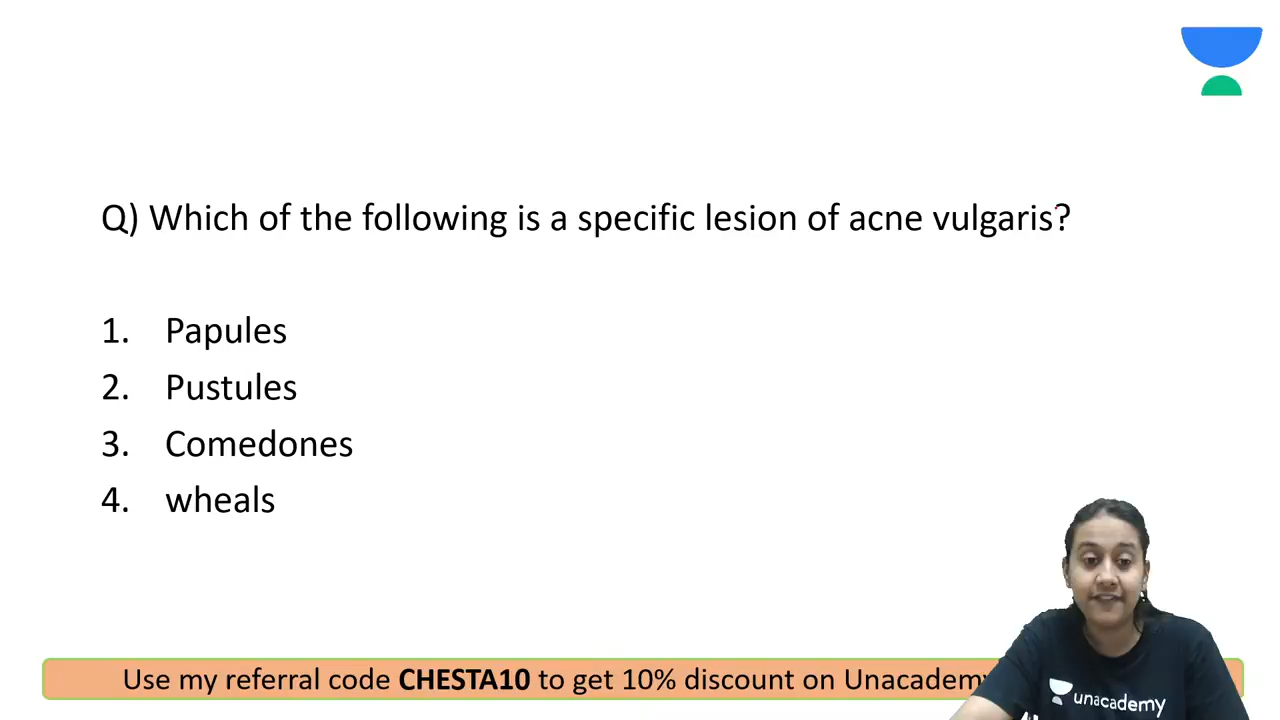 Q) Which of the following is a specific lesion of acne vulgaris?
1. Papules
2. Pustules
3. Comedones
4. wheals
Use my referral code CHESTA10 to get 10% discount on Unacademy
unacademy